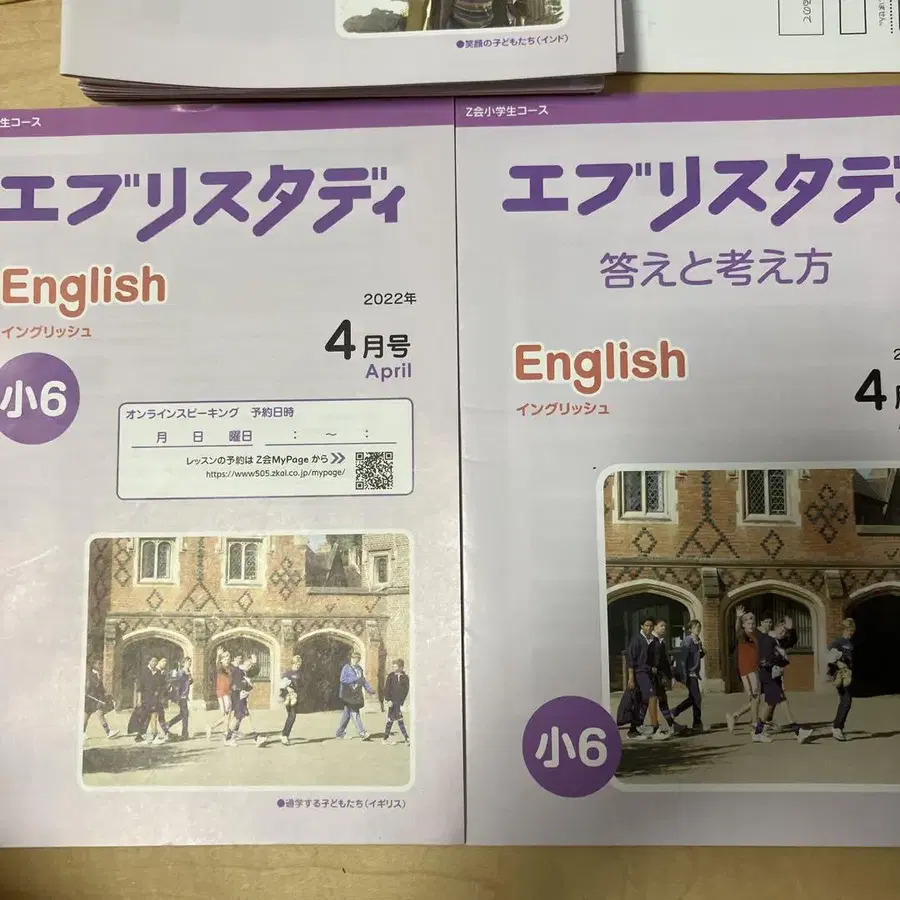 ●笑顔の子どもたち(インド)
生コース
エブリスタディ
English
イングリッシュ
2022年
4月号
April
小6
オンラインスピーキング 予約日時
月 日 曜日 : ～ :
レッスンの予約は Z会MyPage から
https://www505.zkai.co.jp/mypage/
●通学する子どもたち(イギリス)
Z会小学生コース
エブリスタデ
答えと考え方
English
イングリッシュ
2
4月
小6